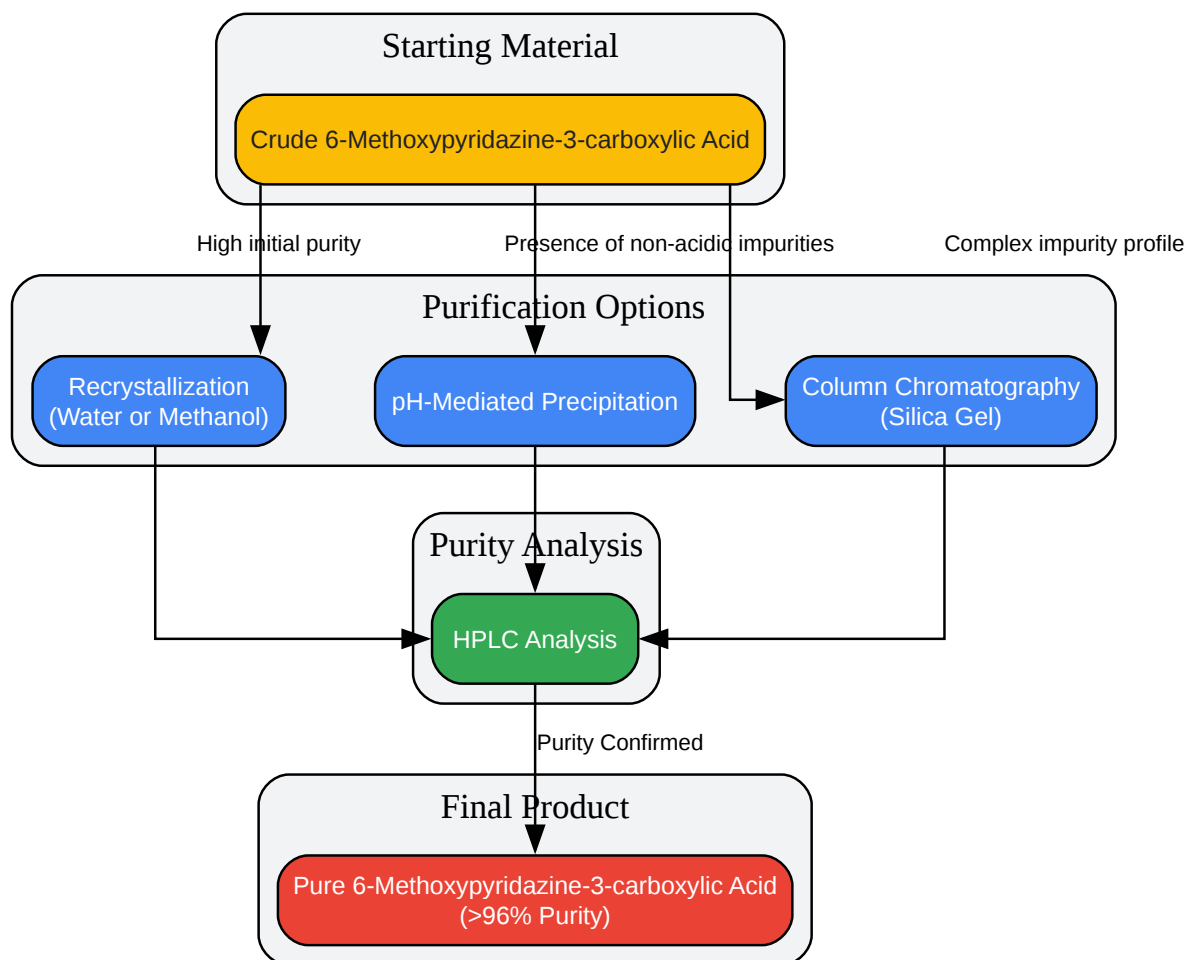 Starting Material
Crude 6-Methoxypyridazine-3-carboxylic Acid
High initial purity
Presence of non-acidic impurities
Complex impurity profile
Purification Options
Recrystallization
(Water or Methanol)
pH-Mediated Precipitation
Column Chromatography
(Silica Gel)
Purity Analysis
HPLC Analysis
Purity Confirmed
Final Product
Pure 6-Methoxypyridazine-3-carboxylic Acid
(>96% Purity)